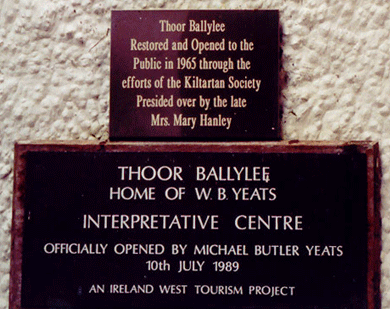 Thoor Ballylee
Restored and Opened to the
Public in 1965 through the
efforts of the Kiltartan Society
Presided over by the late
Mrs. Mary Hanley
THOOR BALLYLEE
HOME OF W. B. YEATS
INTERPRETATIVE CENTRE
OFFICIALLY OPENED BY MICHAEL BUTLER YEATS
10th JULY 1989
AN IRELAND WEST TOURISM PROJECT